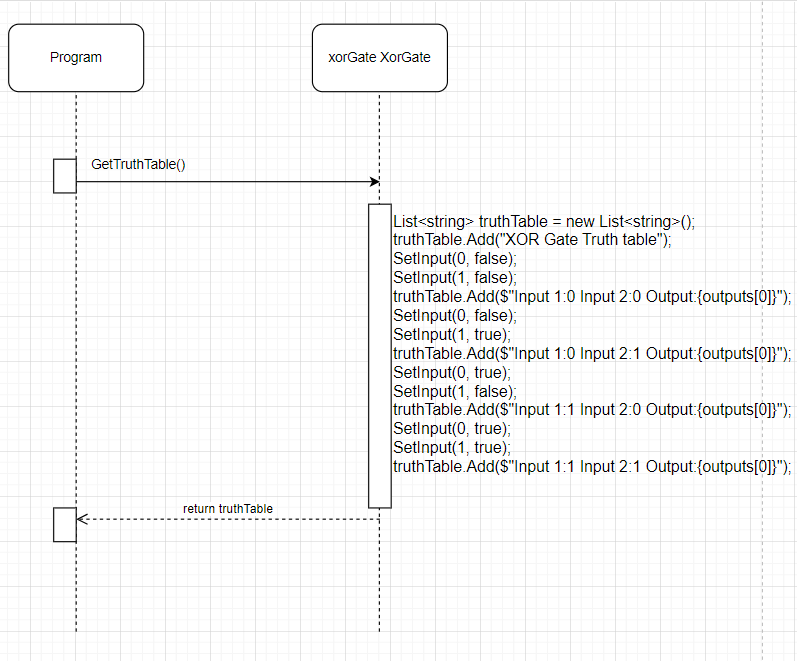 Program
xorGate XorGate
GetTruthTable()
List<string> truthTable = new List<string>();
truthTable.Add("XOR Gate Truth table");
SetInput(0, false);
SetInput(1, false);
truthTable.Add($"Input 1:0 Input 2:0 Output:{outputs[0]}");
SetInput(0, false);
SetInput(1, true);
truthTable.Add($"Input 1:0 Input 2:1 Output:{outputs[0]}");
SetInput(0, true);
SetInput(1, false);
truthTable.Add($"Input 1:1 Input 2:0 Output:{outputs[0]}");
SetInput(0, true);
SetInput(1, true);
truthTable.Add($"Input 1:1 Input 2:1 Output:{outputs[0]}");
return truthTable